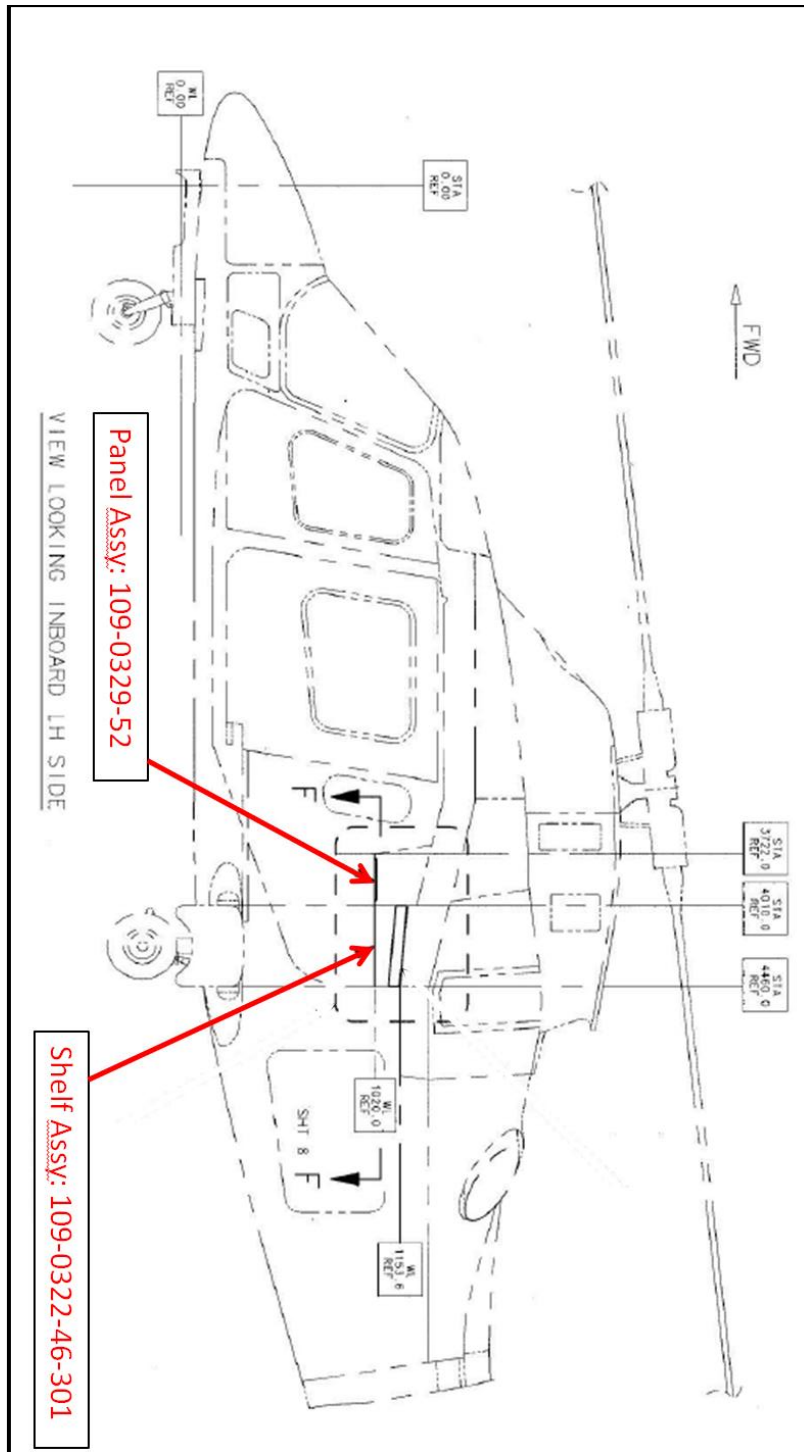 WL
0.00
REF
STA
0.00
REF
FWD
VIEW LOOKING INBOARD LH SIDE
Panel Assy: 109-0329-52
F
STA
3722.0
REF
STA
4010.0
REF
STA
4460.0
REF
WL
1020.0
REF
SHT 8
F
WL
1153.6
REF
Shelf Assy: 109-0322-46-301